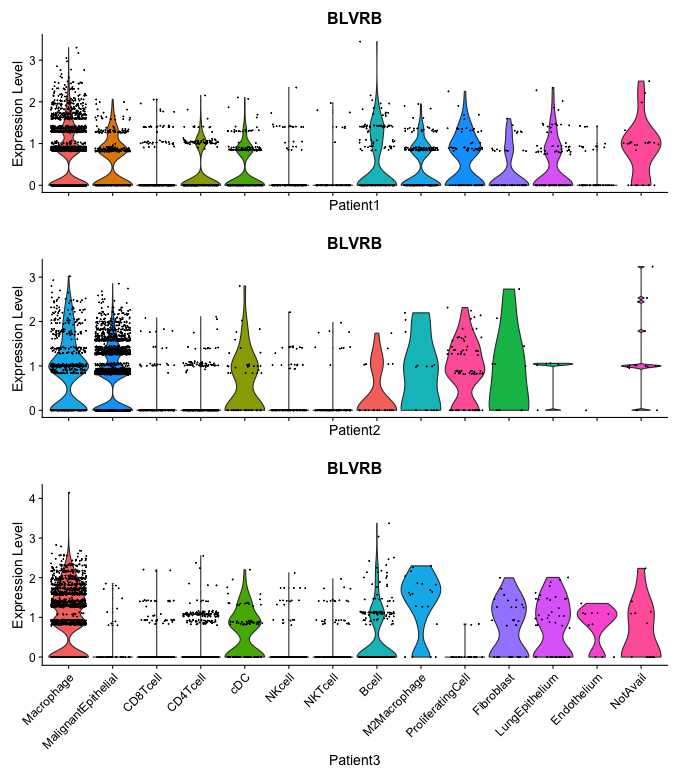 BLVRB
Expression Level
3
2
1
0
Patient1
BLVRB
Expression Level
3
2
1
0
Patient2
BLVRB
Expression Level
4
3
2
1
0
Macrophage
MalignantEpithelial
CD8Tcell
CD4Tcell
cDC
NKcell
NKTcell
Bcell
M2Macrophage
ProliferatingCell
Fibroblast
LungEpithelium
Endothelium
NotAvail
Patient3